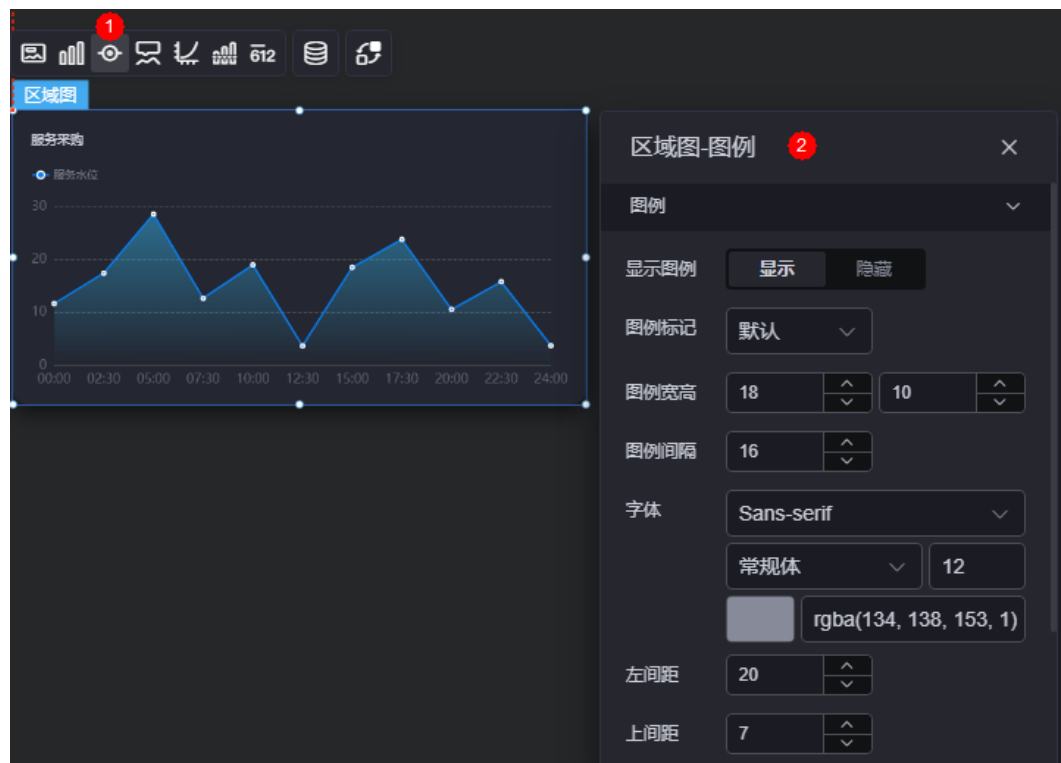 1
612
区域图
服务采购
服务水位
30
20
10
0
00:00 02:30 05:00 07:30 10:00 12:30 15:00 17:30 20:00 22:30 24:00
区域图-图例 2
图例
显示图例 显示 隐藏
图例标记 默认
图例宽高 18 10
图例间隔 16
字体 Sans-serif
常规体 12
rgba(134, 138, 153, 1)
左间距 20
上间距 7